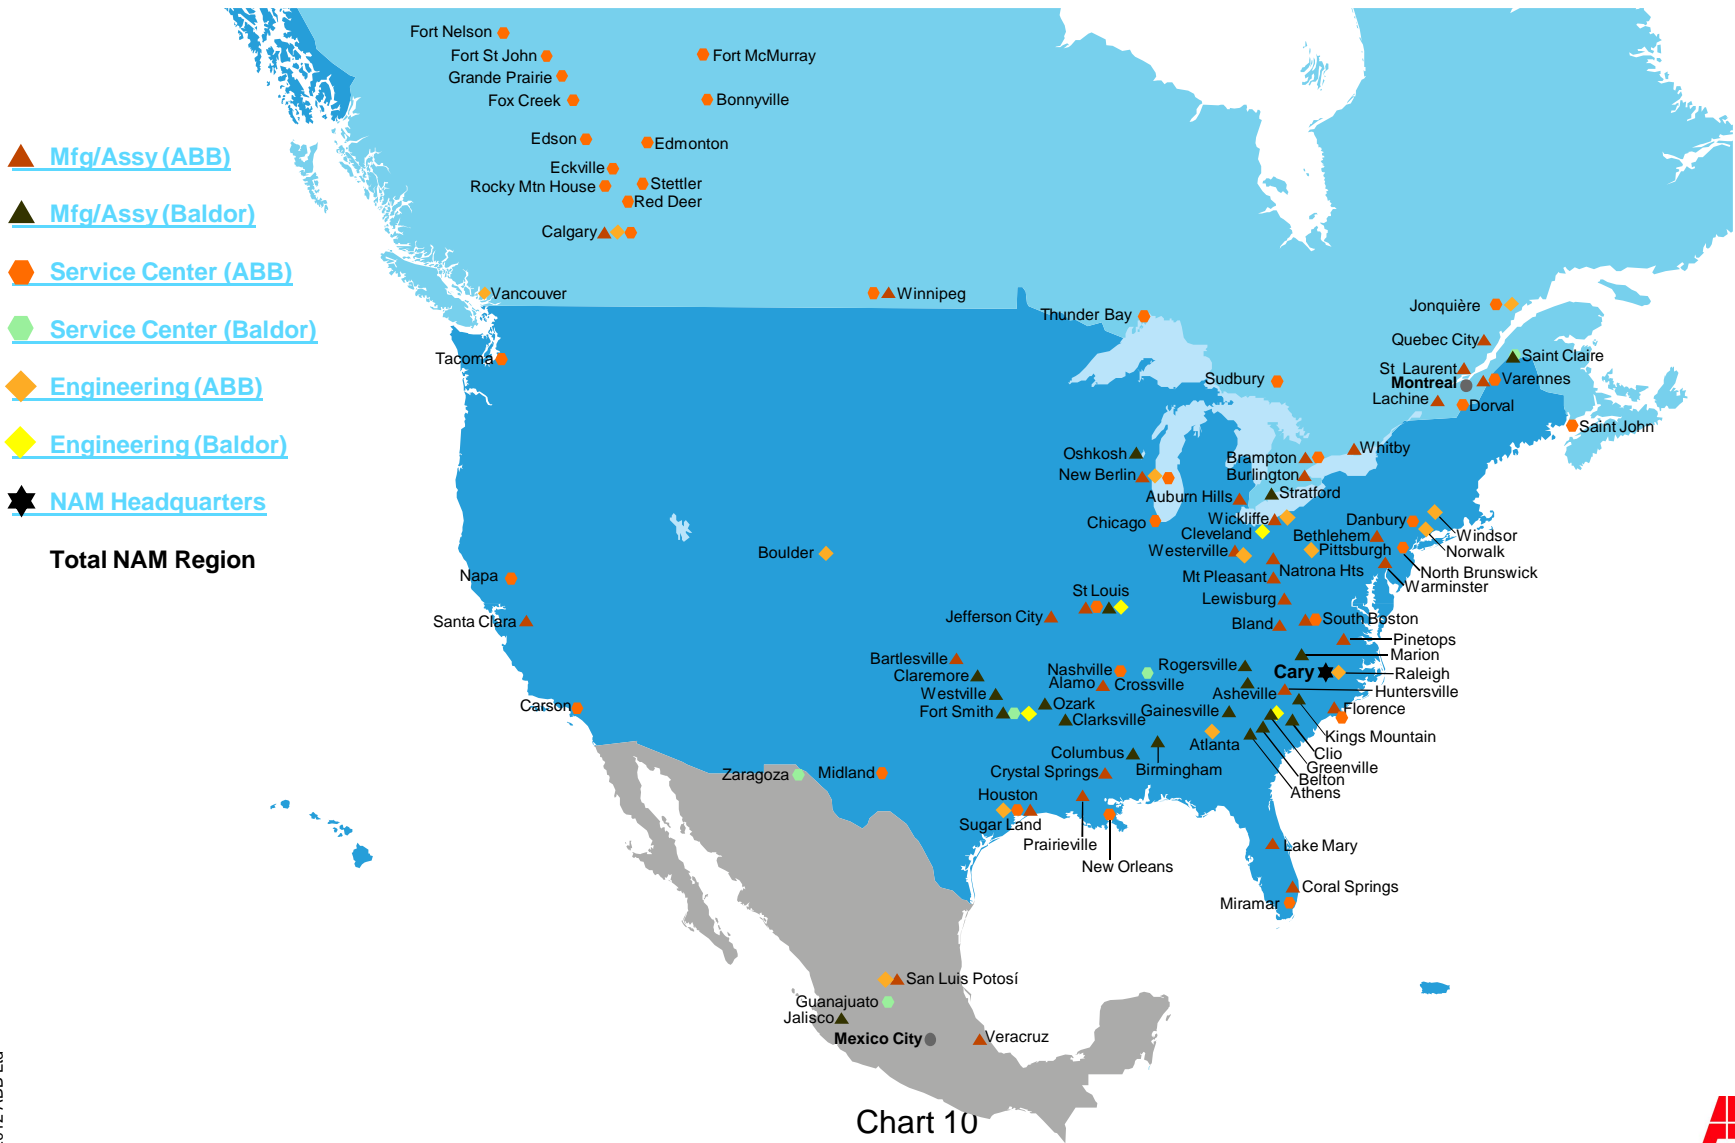 Fort Nelson
Fort St John
Fort McMurray
Grande Prairie
Fox Creek
Bonnyville
Edson
Edmonton
Mfg/Assy (ABB)
Eckville
Rocky Mtn House
Stettler
Red Deer
Mfg/Assy (Baldor)
Calgary
Service Center (ABB)
Vancouver
Winnipeg
Jonquière
Thunder Bay
Service Center (Baldor)
Quebec City
Tacoma
Saint Claire
St Laurent
Sudbury
Montreal
Varennes
Engineering (ABB)
Lachine
Dorval
Saint John
Engineering (Baldor)
Oshkosh
Brampton
Whitby
New Berlin
Burlington
Auburn Hills
Stratford
NAM Headquarters
Chicago
Wickliffe
Danbury
Cleveland
Bethlehem
Windsor
Boulder
Westerville
Pittsburgh
Norwalk
Total NAM Region
Natrona Hts
North Brunswick
Napa
Mt Pleasant
Warminster
St Louis
Lewisburg
Jefferson City
Santa Clara
Bland
South Boston
Pinetops
Bartlesville
Marion
Claremore
Nashville
Rogersville
Cary
Raleigh
Alamo
Crossville
Westville
Asheville
Huntersville
Carson
Ozark
Fort Smith
Clarksville
Gainesville
Florence
Kings Mountain
Columbus
Atlanta
Clio
Zaragoza
Midland
Crystal Springs
Birmingham
Greenville
Belton
Houston
Athens
Sugar Land
Prairieville
Lake Mary
New Orleans
Coral Springs
Miramar
San Luis Potosí
Guanajuato
Jalisco
Mexico City
Veracruz
Chart 10
ABB Ltd